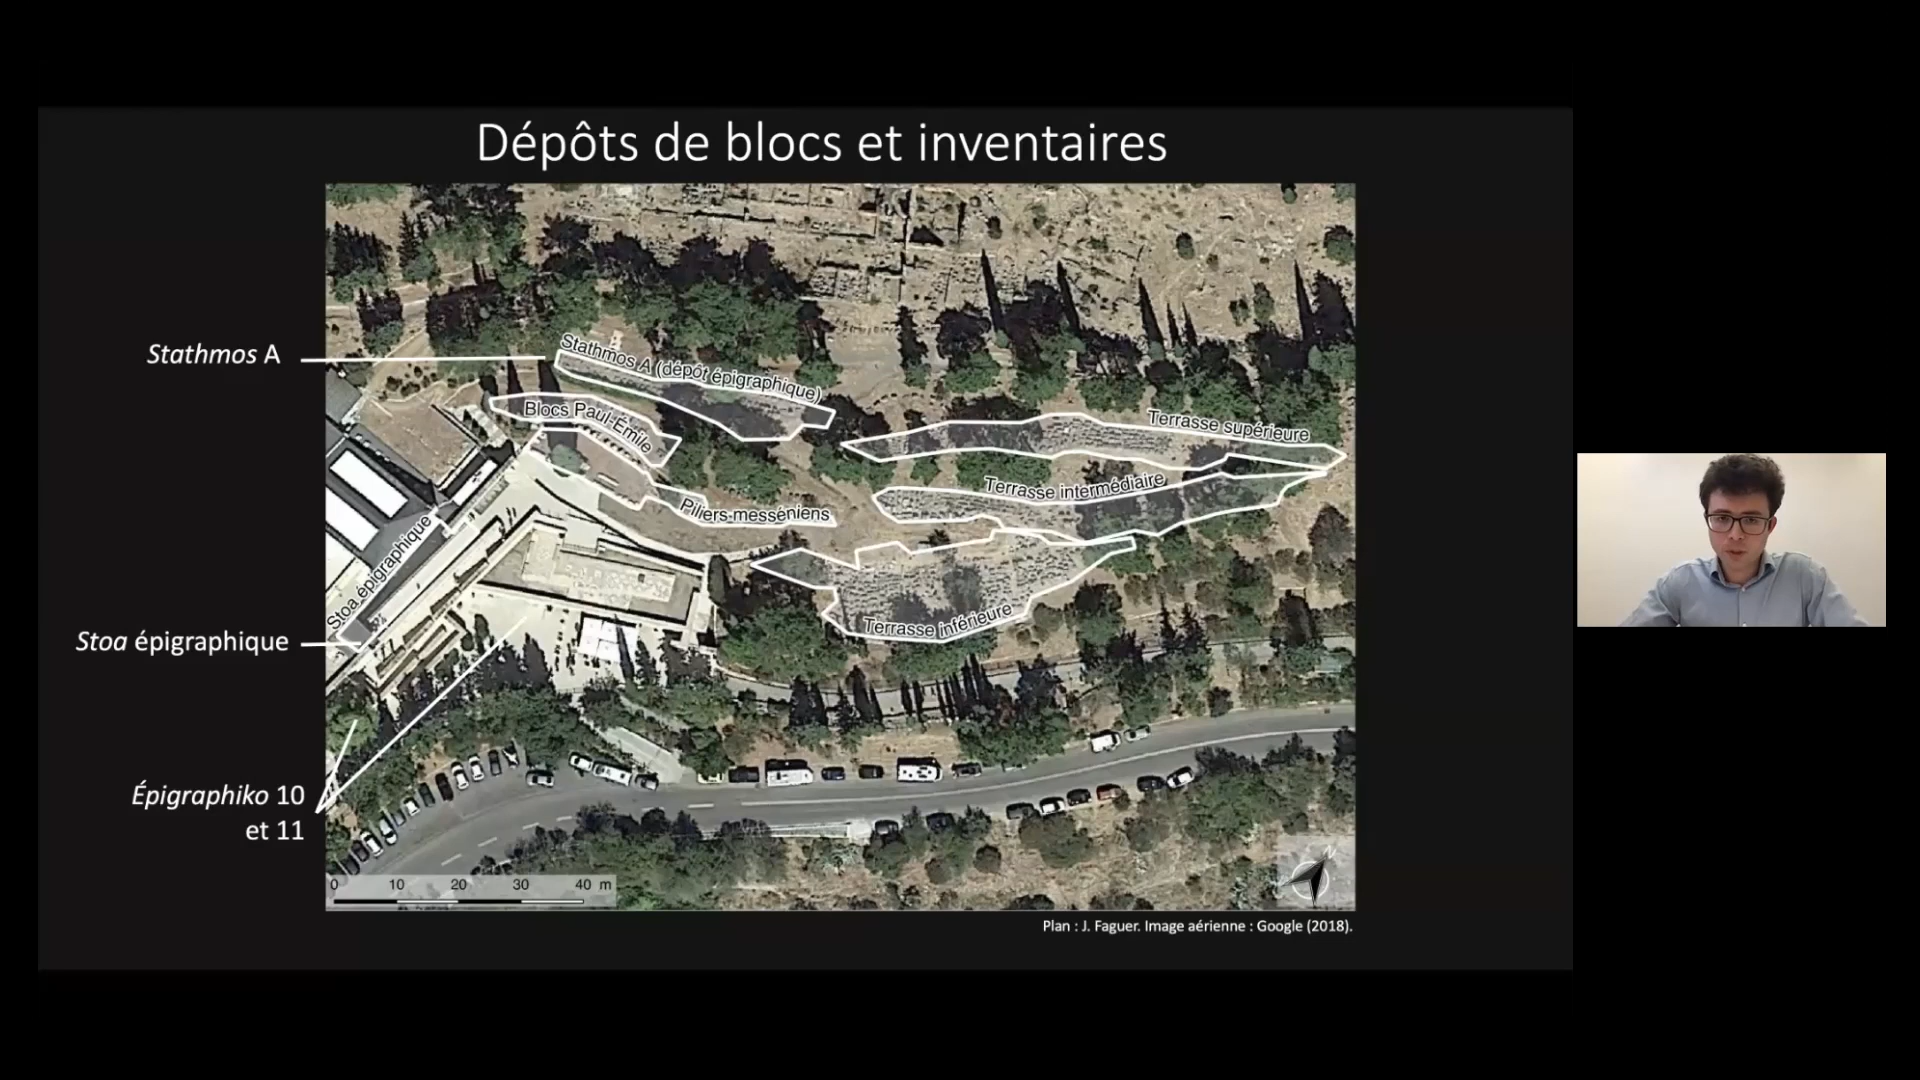 Dépôts de blocs et inventaires
Stathmos A
Stathmos A (dépôt épigraphique)
Blocs Paul-Émile
Terrasse supérieure
Terrasse intermédiaire
Piliers messéniens
Stoa épigraphique
Terrasse inférieure
Stoa épigraphique
Épigraphiko 10
et 11
0 10 20 30 40 m
N
Plan : J. Faguer. Image aérienne : Google (2018).